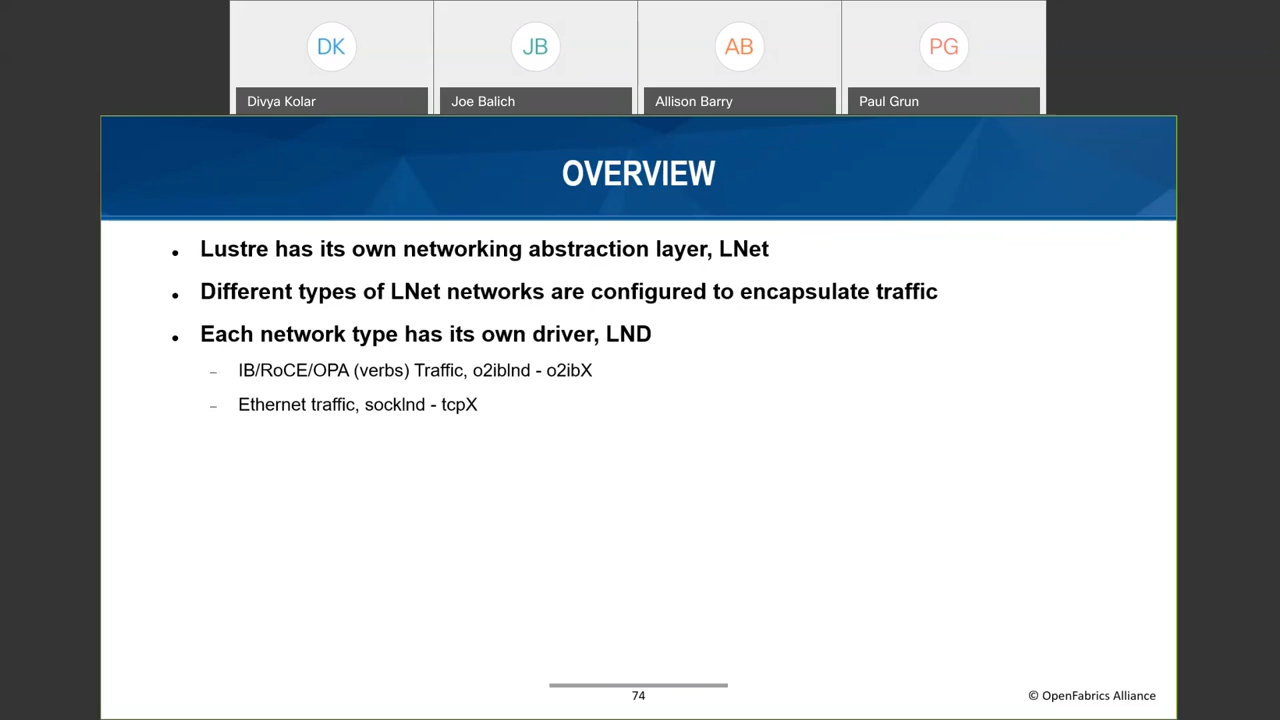 DK
JB
AB
PG
Divya Kolar
Joe Balich
Allison Barry
Paul Grun
OVERVIEW
• Lustre has its own networking abstraction layer, LNet
• Different types of LNet networks are configured to encapsulate traffic
• Each network type has its own driver, LND
– IB/RoCE/OPA (verbs) Traffic, o2iblnd - o2ibX
– Ethernet traffic, socklnd - tcpX
74
© OpenFabrics Alliance